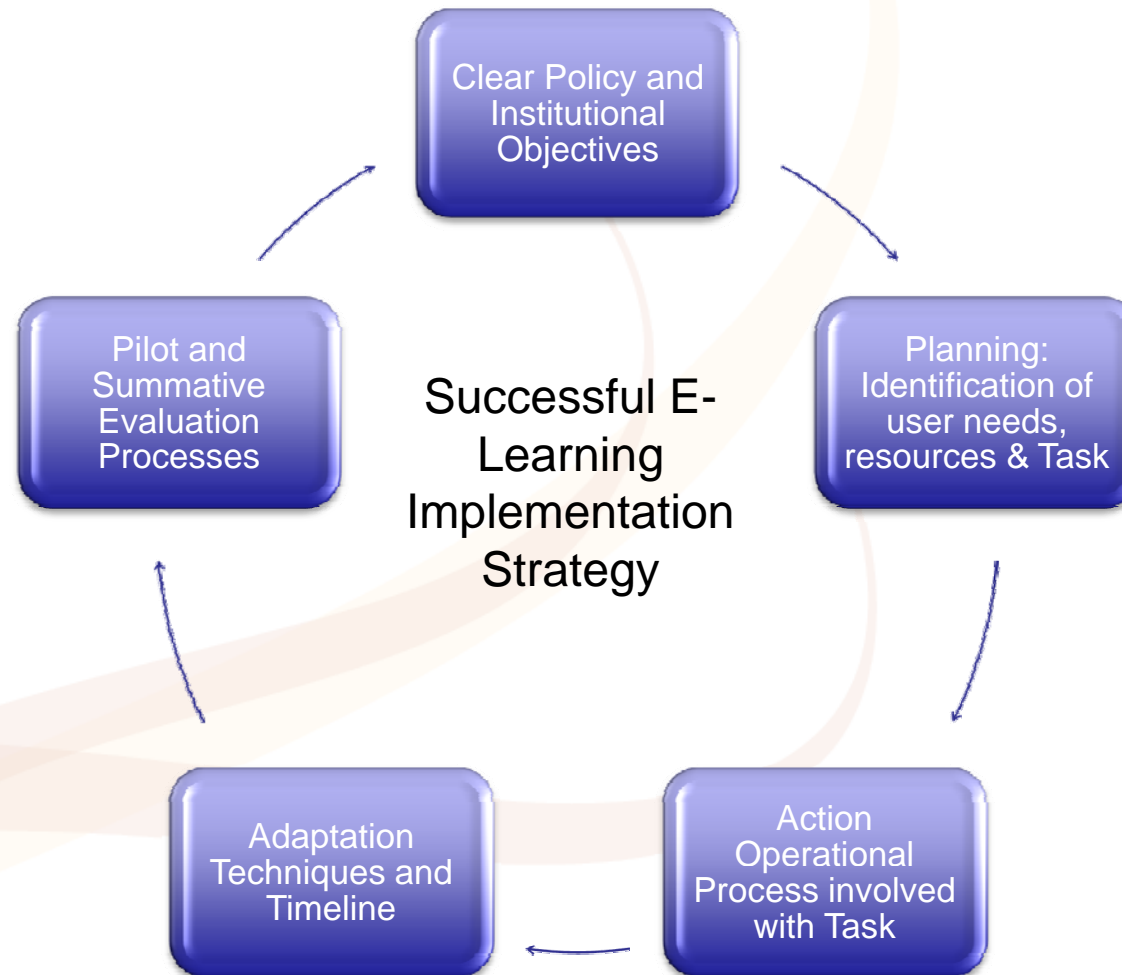 Clear Policy and
Institutional
Objectives
Planning:
Identification of
user needs,
resources & Task
Action
Operational
Process involved
with Task
Adaptation
Techniques and
Timeline
Pilot and
Summative
Evaluation
Processes
Successful E-
Learning
Implementation
Strategy